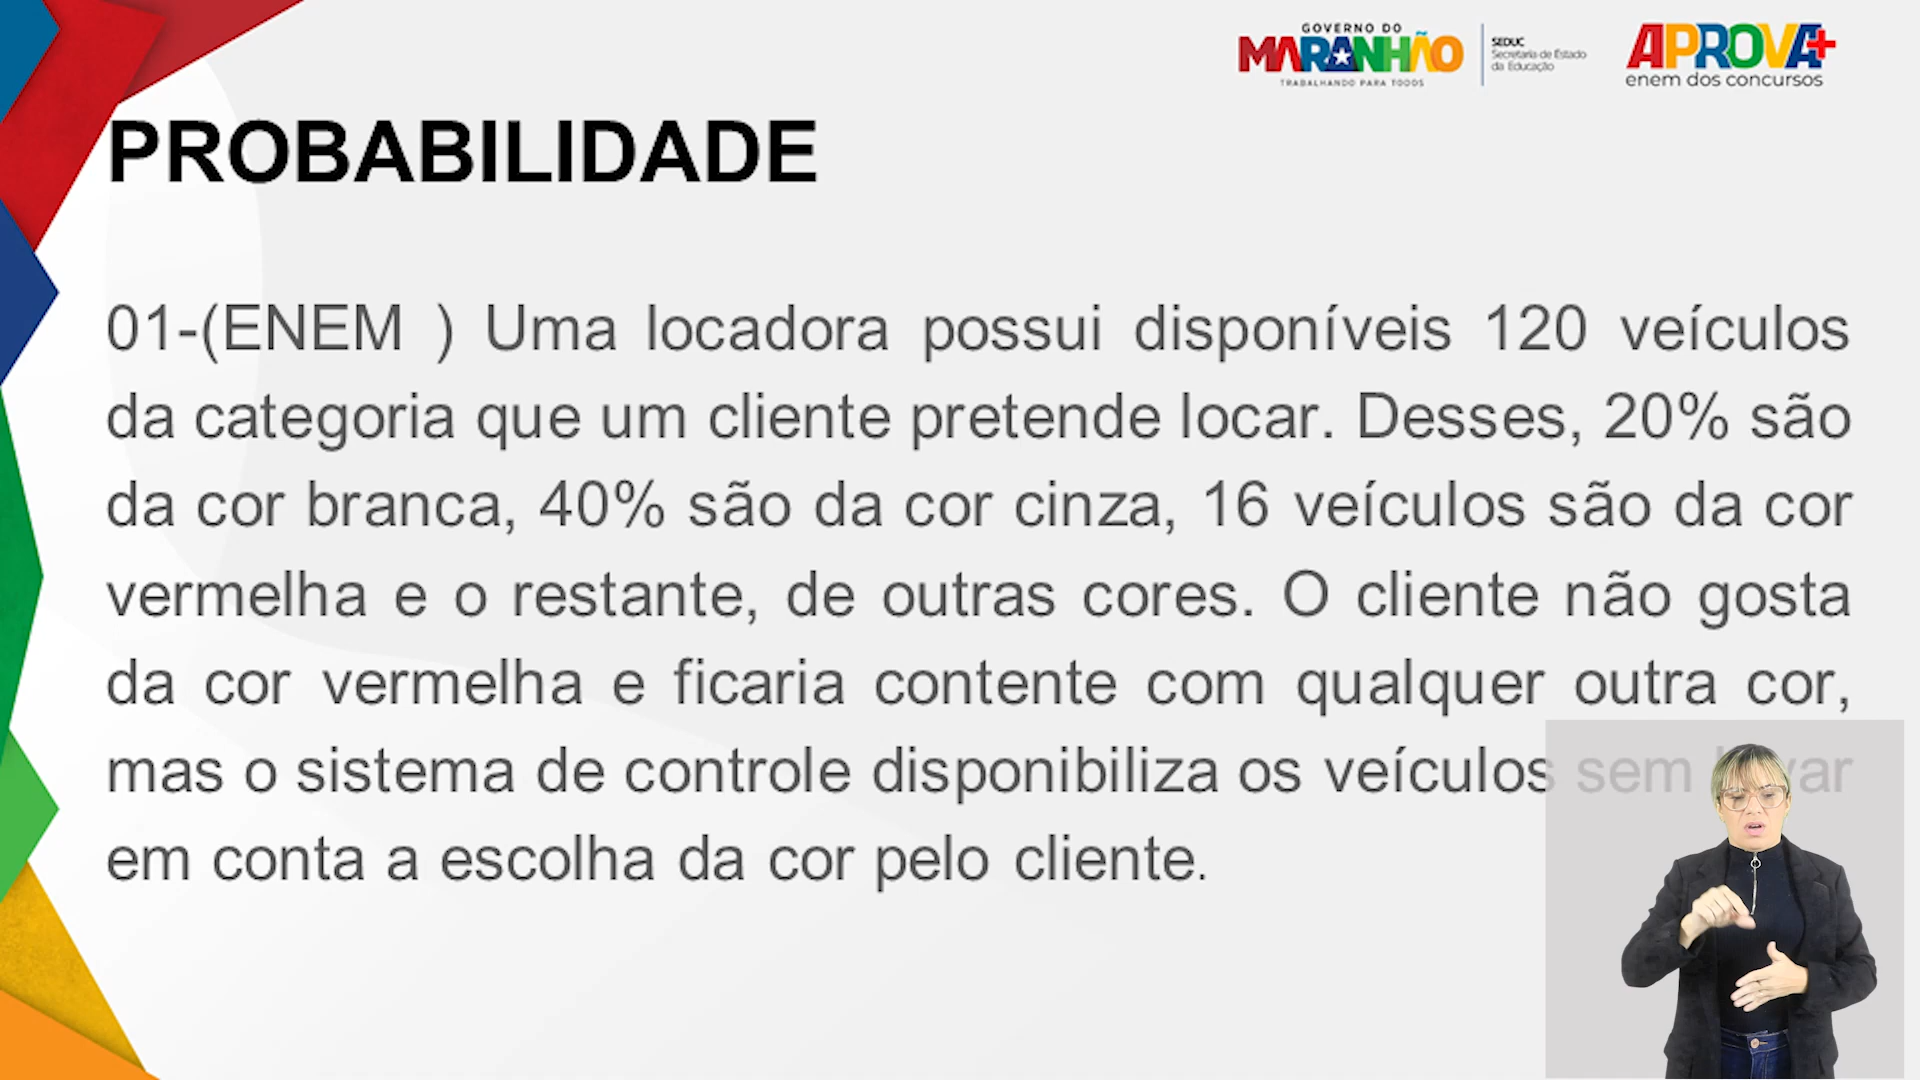 GOVERNO DO
MARANHÃO
TRABALHANDO PARA TODOS
SEDUC
Secretaria de Estado
da Educação
APROVA+
enem dos concursos
PROBABILIDADE
01-(ENEM ) Uma locadora possui disponíveis 120 veículos
da categoria que um cliente pretende locar. Desses, 20% são
da cor branca, 40% são da cor cinza, 16 veículos são da cor
vermelha e o restante, de outras cores. O cliente não gosta
da cor vermelha e ficaria contente com qualquer outra cor,
mas o sistema de controle disponibiliza os veículos sem
em conta a escolha da cor pelo cliente.